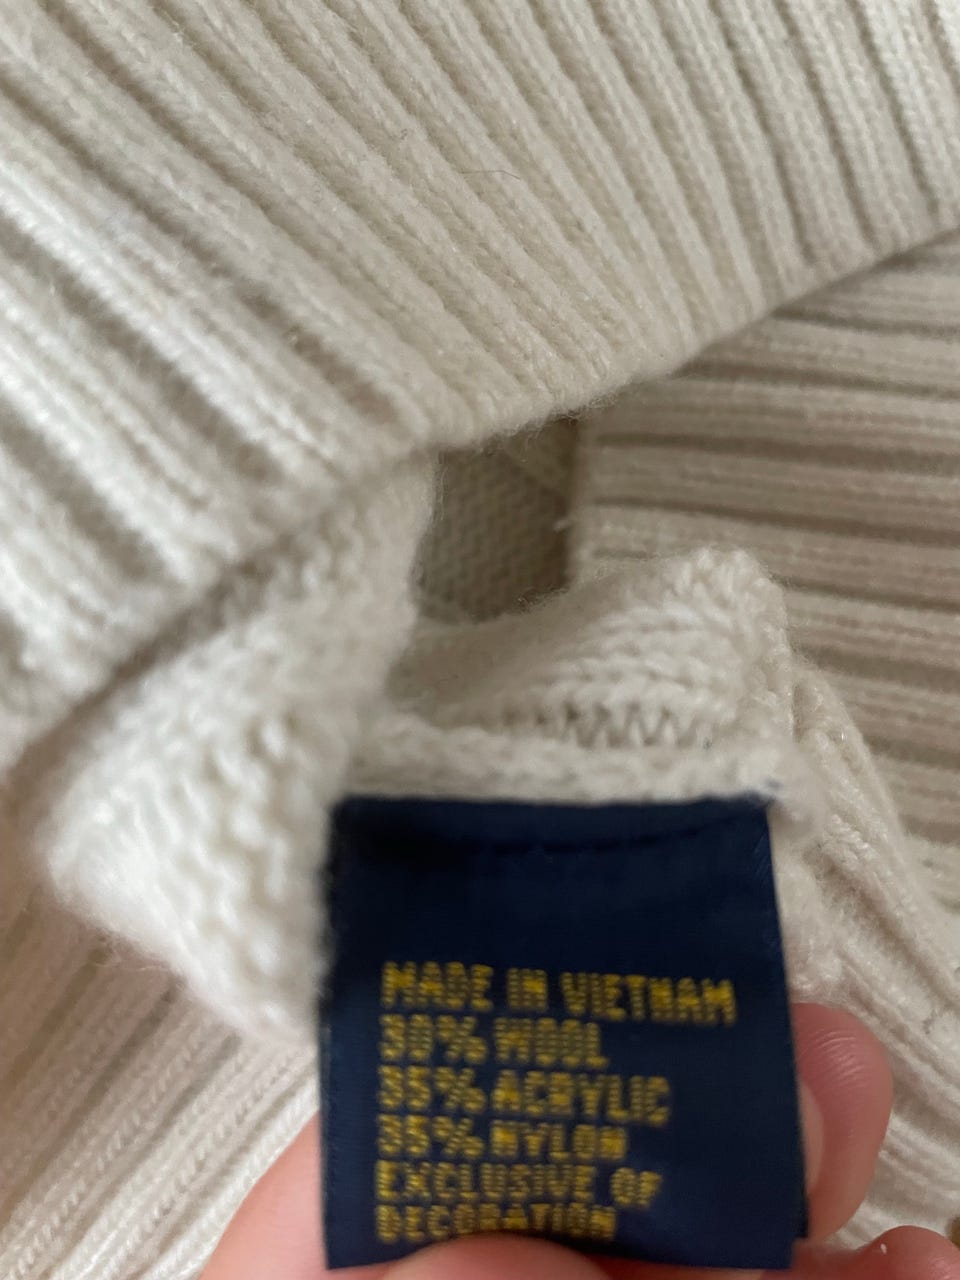 MADE IN VIETNAM
30% WOOL
35% ACRYLIC
35% NYLON
EXCLUSIVE OF
DECORATION